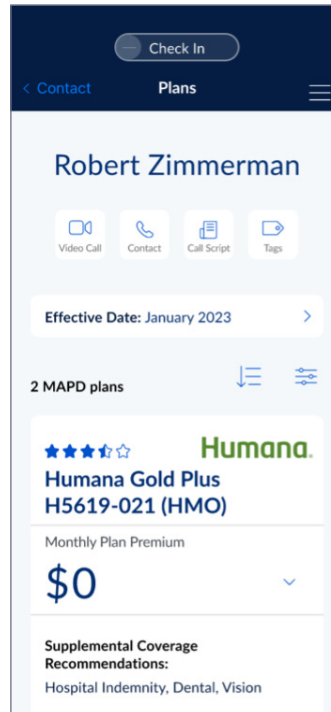 Check In
< Contact
Plans
Robert Zimmerman
Video Call
Contact
Call Script
Tags
Effective Date: January 2023
2 MAPD plans
Humana.
Humana Gold Plus
H5619-021 (HMO)
Monthly Plan Premium
$0
Supplemental Coverage
Recommendations:
Hospital Indemnity, Dental, Vision